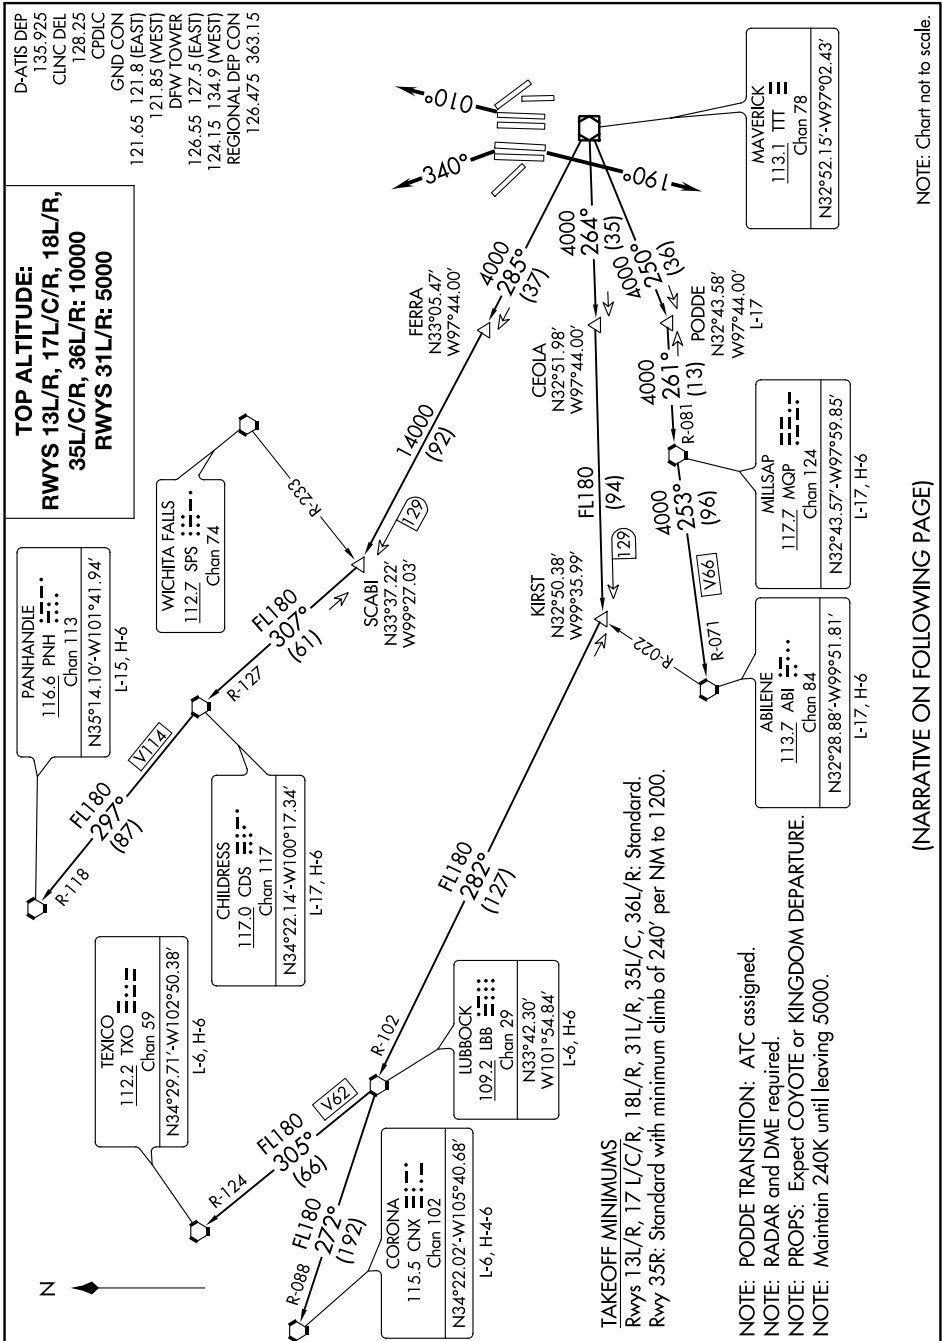 D-ATIS DEP
135.925
CLNC DEL
128.25
CPDLC
GND CON
121.65 121.8 (EAST)
121.85 (WEST)
DFW TOWER
126.55 127.5 (EAST)
124.15 134.9 (WEST)
REGIONAL DEP CON
126.475 363.15
TOP ALTITUDE:
RWYS 13L/R, 17L/C/R, 18L/R,
35L/C/R, 36L/R: 10000
RWYS 31L/R: 5000
PANHANDLE
116.6 PNH
Chan 113
N35°14.10'-W101°41.94'
L-15, H-6
WICHITA FALLS
112.7 SPS
Chan 74
R-233
TEXICO
112.2 TXO
Chan 59
N34°29.71'-W102°50.38'
L-6, H-6
CHILDRESS
117.0 CDS
Chan 117
N34°22.14'-W100°17.34'
L-17, H-6
R-118
FL180
297°
(87)
V114
R-127
FL180
307°
(61)
SCABI
N33°37.22'
W99°27.03'
129
14000
(92)
FERRA
N33°05.47'
W97°44.00'
4000
285°
(37)
010°
340°
190°
4000
264°
(35)
4000
250°
(36)
CEOLA
N32°51.98'
W97°44.00'
FL180
(94)
KIRST
N32°50.38'
W99°35.99'
129
PODDE
N32°43.58'
W97°44.00'
L-17
4000
261°
(13)
R-081
4000
253°
(96)
V66
R-071
R-022
MAVERICK
113.1 TTT
Chan 78
N32°52.15'-W97°02.43'
MILLSAP
117.7 MQP
Chan 124
N32°43.57'-W97°59.85'
L-17, H-6
ABILENE
113.7 ABI
Chan 84
N32°28.88'-W99°51.81'
L-17, H-6
FL180
282°
(127)
R-102
LUBBOCK
109.2 LBB
Chan 29
N33°42.30'
W101°54.84'
L-6, H-6
FL180
305°
(66)
V62
R-124
FL180
272°
(192)
R-088
CORONA
115.5 CNX
Chan 102
N34°22.02'-W105°40.68'
L-6, H-4-6
N
TAKEOFF MINIMUMS
Rwys 13L/R, 17 L/C/R, 18L/R, 31L/R, 35L/C, 36L/R: Standard.
Rwy 35R: Standard with minimum climb of 240' per NM to 1200.
NOTE: PODDE TRANSITION: ATC assigned.
NOTE: RADAR and DME required.
NOTE: PROPS: Expect COYOTE or KINGDOM DEPARTURE.
NOTE: Maintain 240K until leaving 5000.
NOTE: Chart not to scale.
(NARRATIVE ON FOLLOWING PAGE)